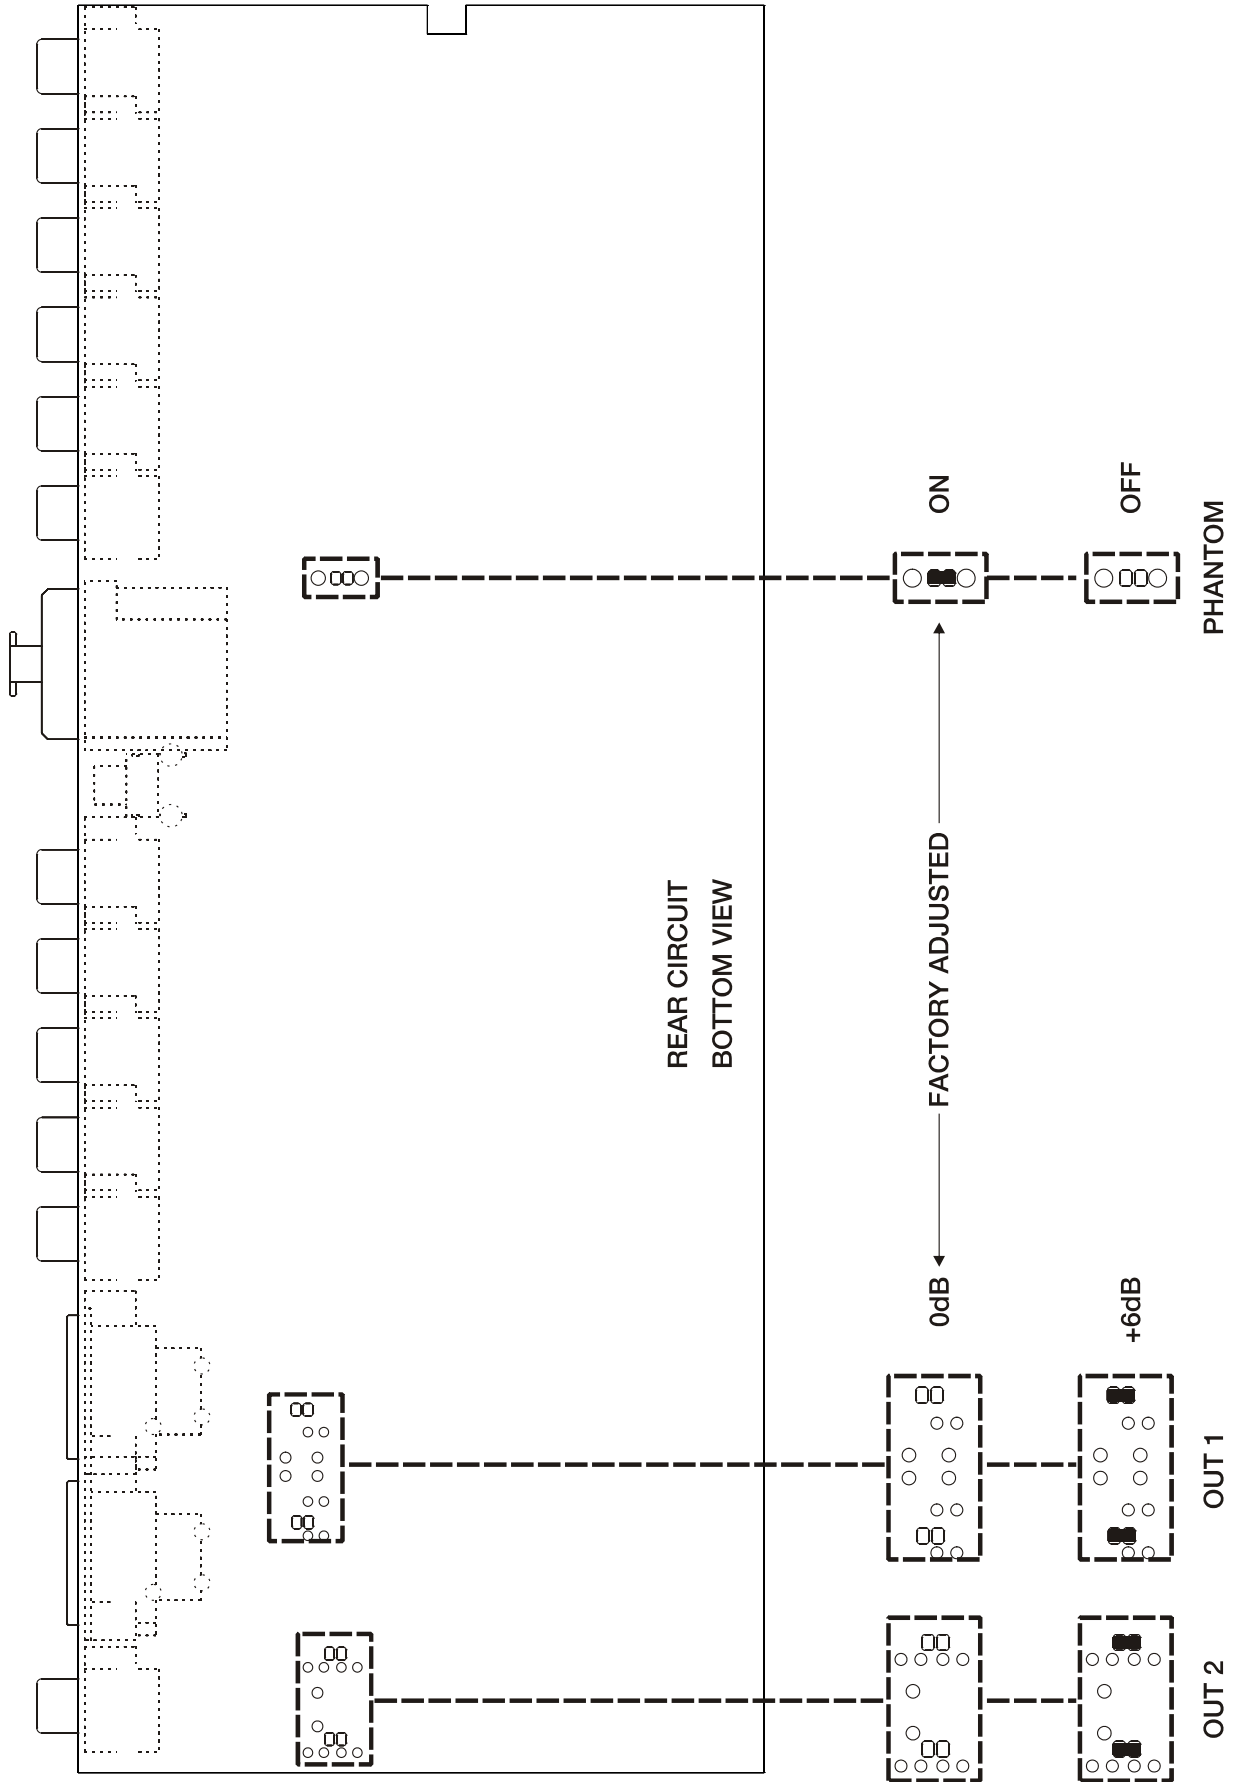 REAR CIRCUIT
BOTTOM VIEW
0dB
FACTORY ADJUSTED
ON
+6dB
OFF
OUT 2
OUT 1
PHANTOM